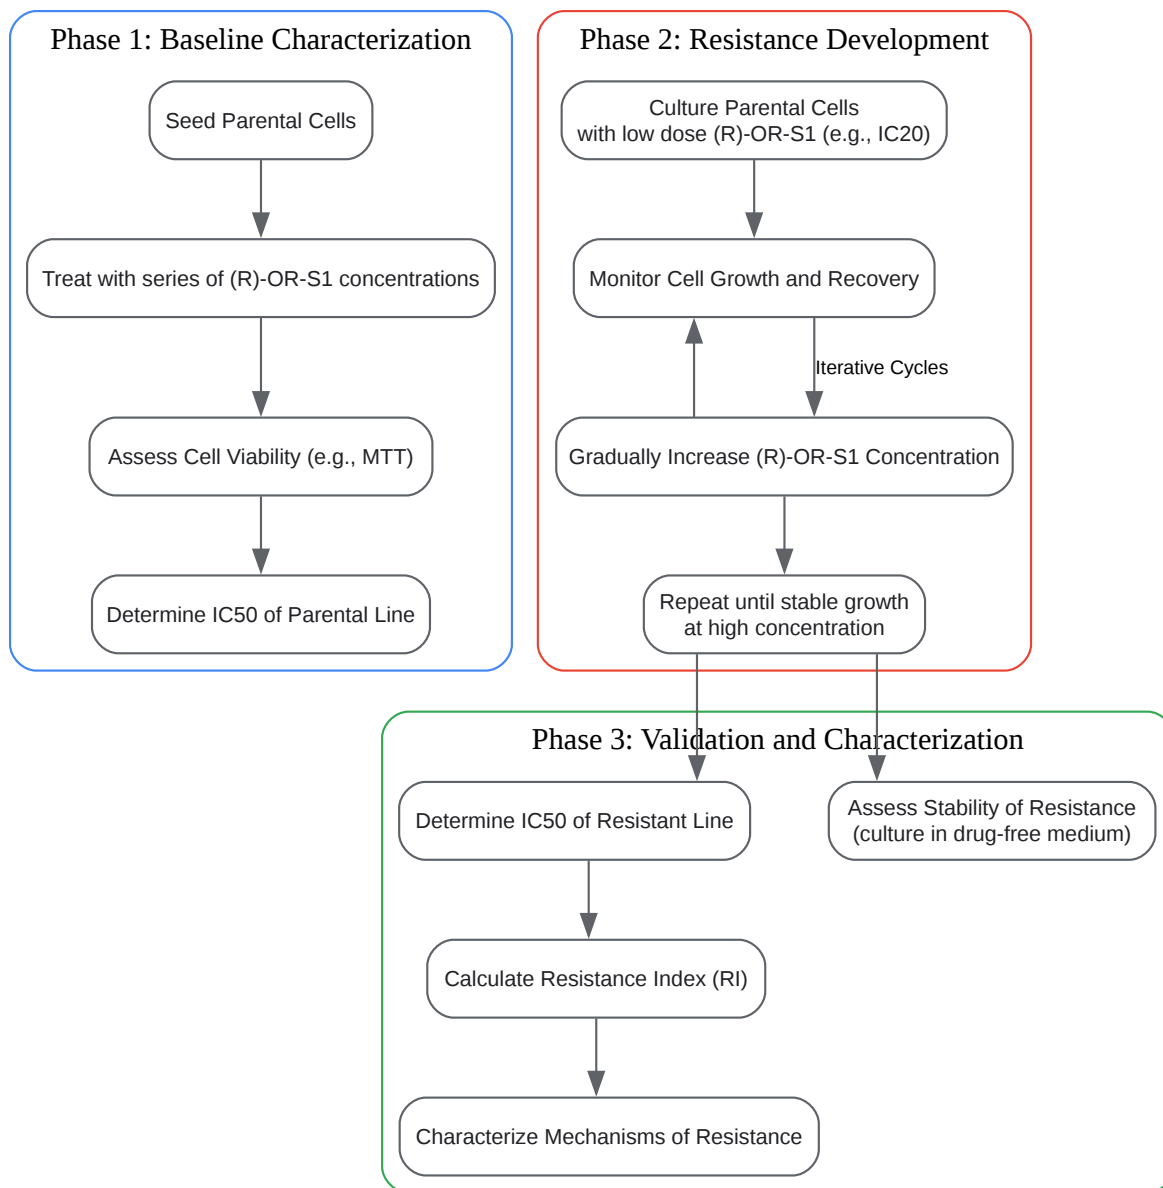 Phase 1: Baseline Characterization
Seed Parental Cells
Treat with series of (R)-OR-S1 concentrations
Assess Cell Viability (e.g., MTT)
Determine IC50 of Parental Line
Phase 2: Resistance Development
Culture Parental Cells
with low dose (R)-OR-S1 (e.g., IC20)
Monitor Cell Growth and Recovery
Iterative Cycles
Gradually Increase (R)-OR-S1 Concentration
Repeat until stable growth
at high concentration
Phase 3: Validation and Characterization
Determine IC50 of Resistant Line
Assess Stability of Resistance
(culture in drug-free medium)
Calculate Resistance Index (RI)
Characterize Mechanisms of Resistance